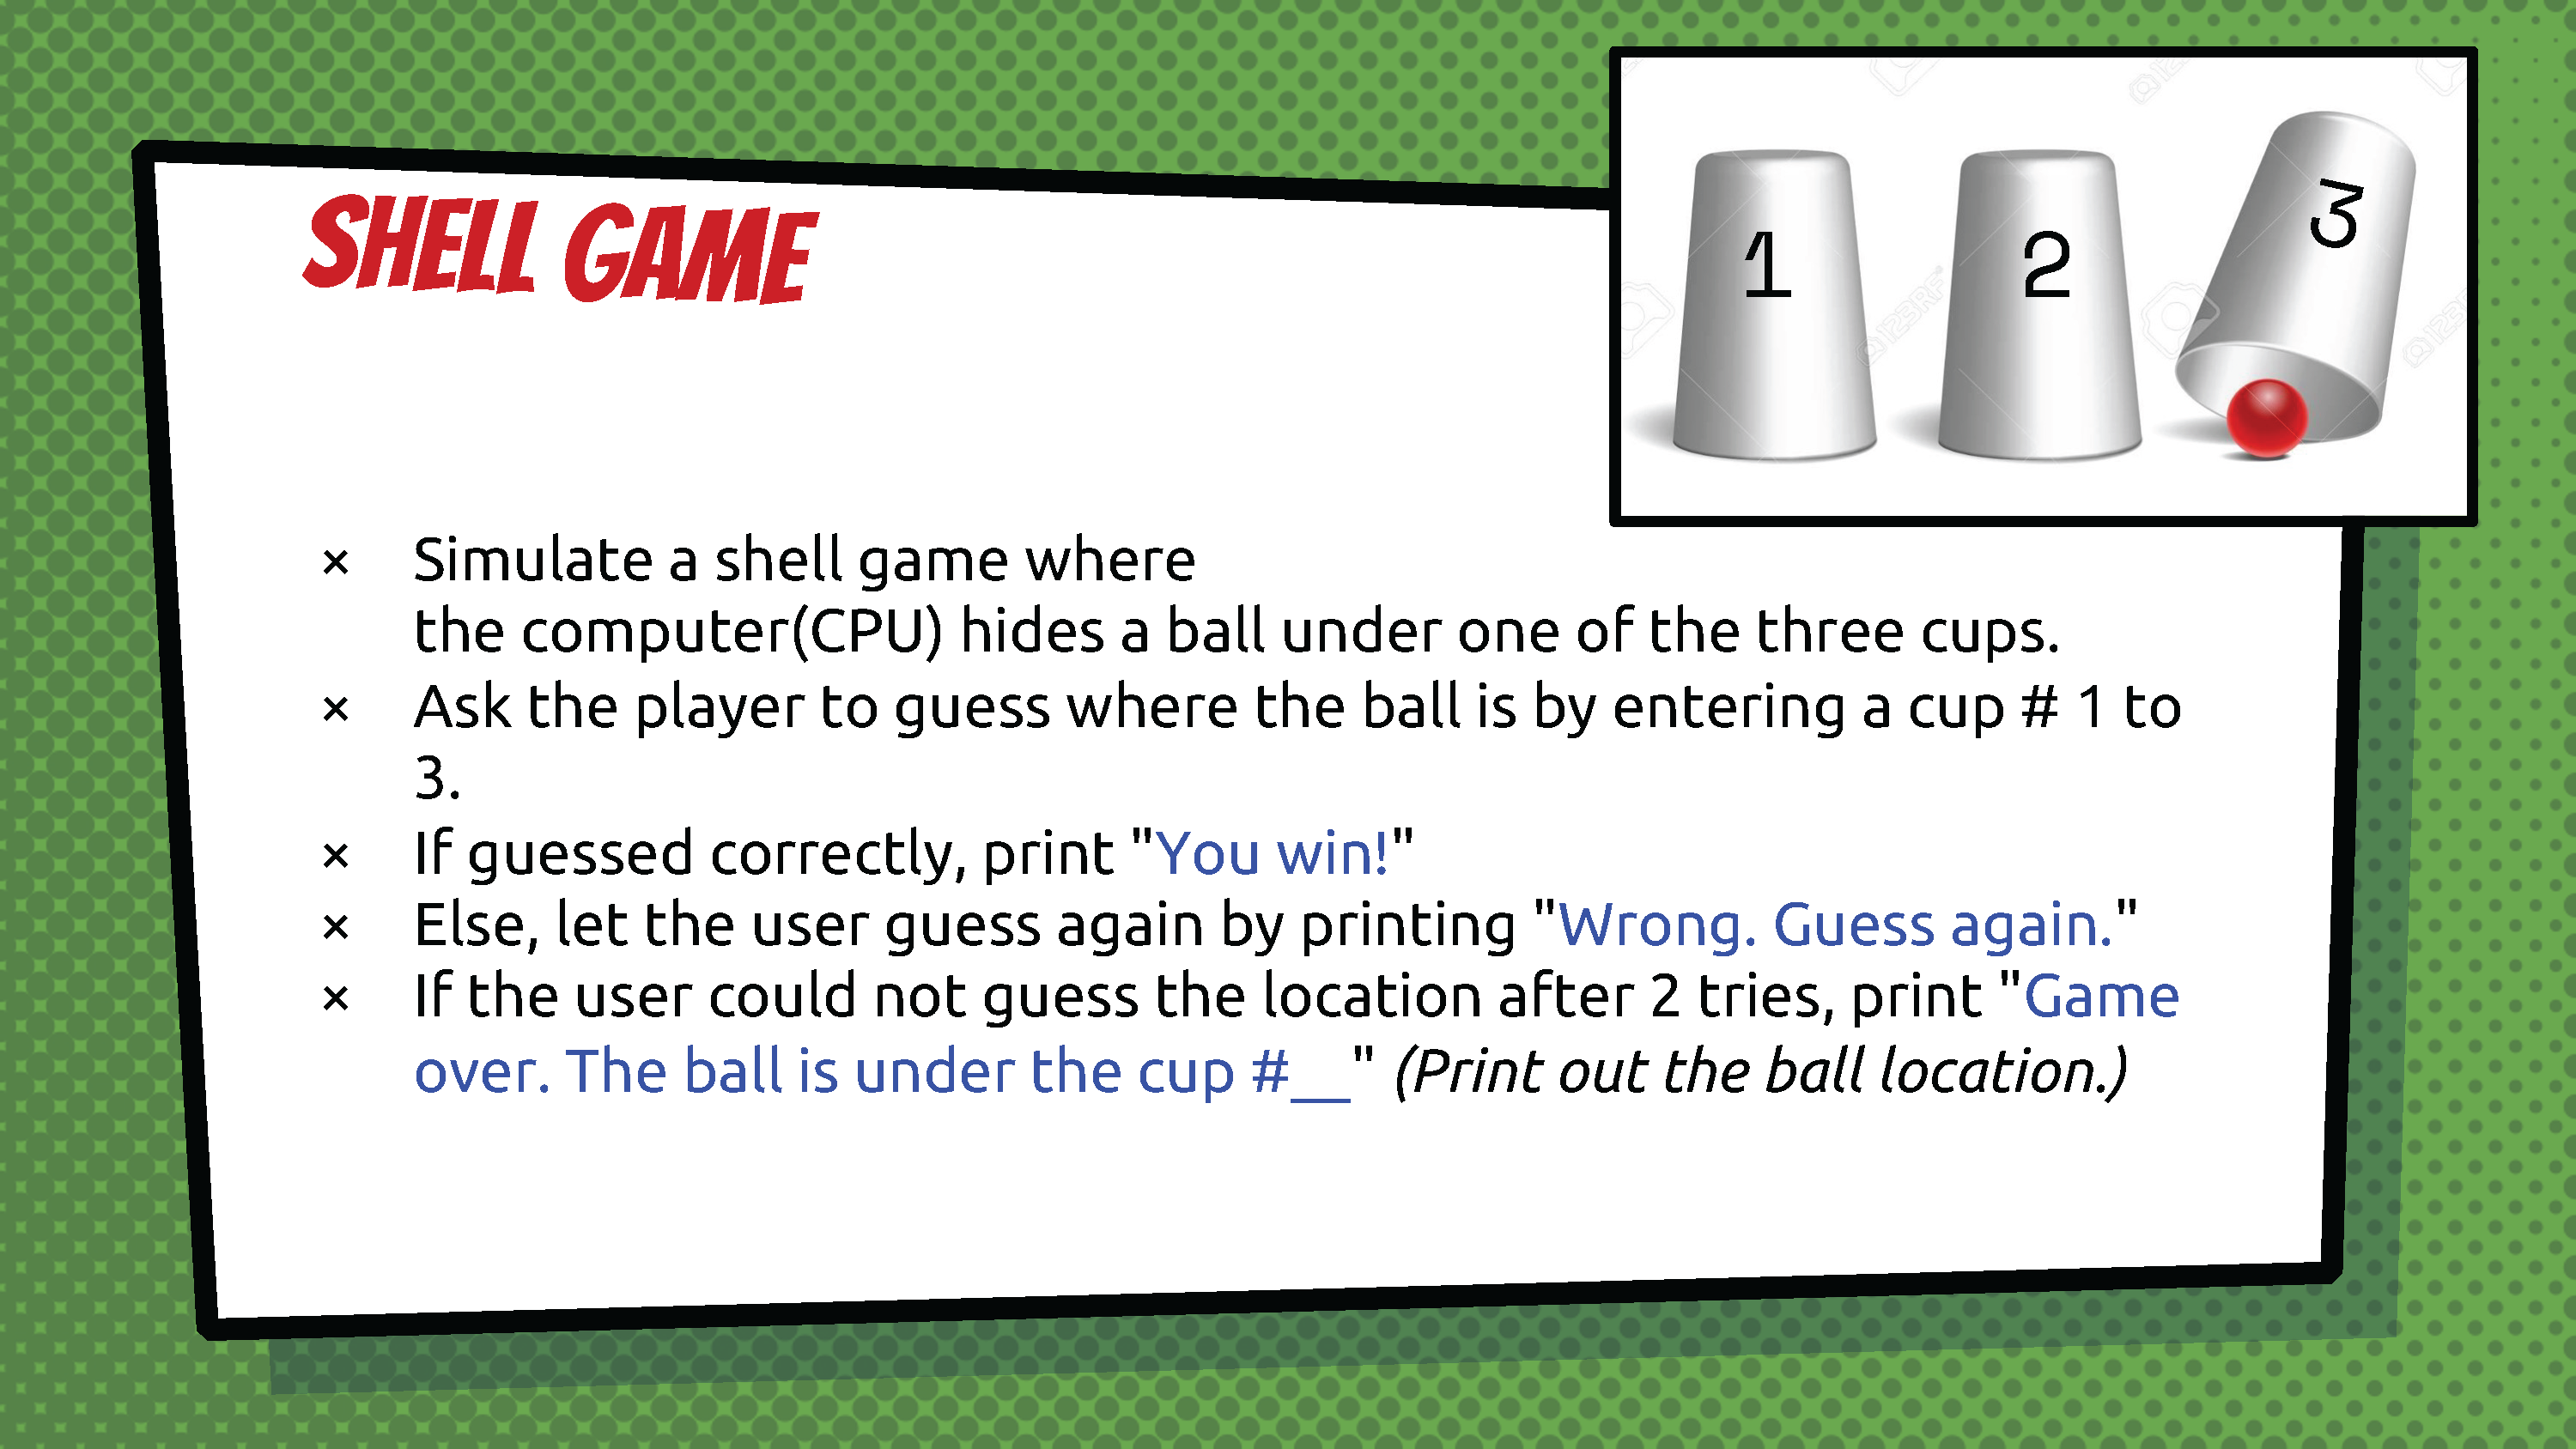 SHELL GAME
1 2 3
123RF
× Simulate a shell game where
the computer(CPU) hides a ball under one of the three cups.
× Ask the player to guess where the ball is by entering a cup # 1 to
3.
× If guessed correctly, print "You win!"
× Else, let the user guess again by printing "Wrong. Guess again."
× If the user could not guess the location after 2 tries, print "Game
over. The ball is under the cup #__" (Print out the ball location.)